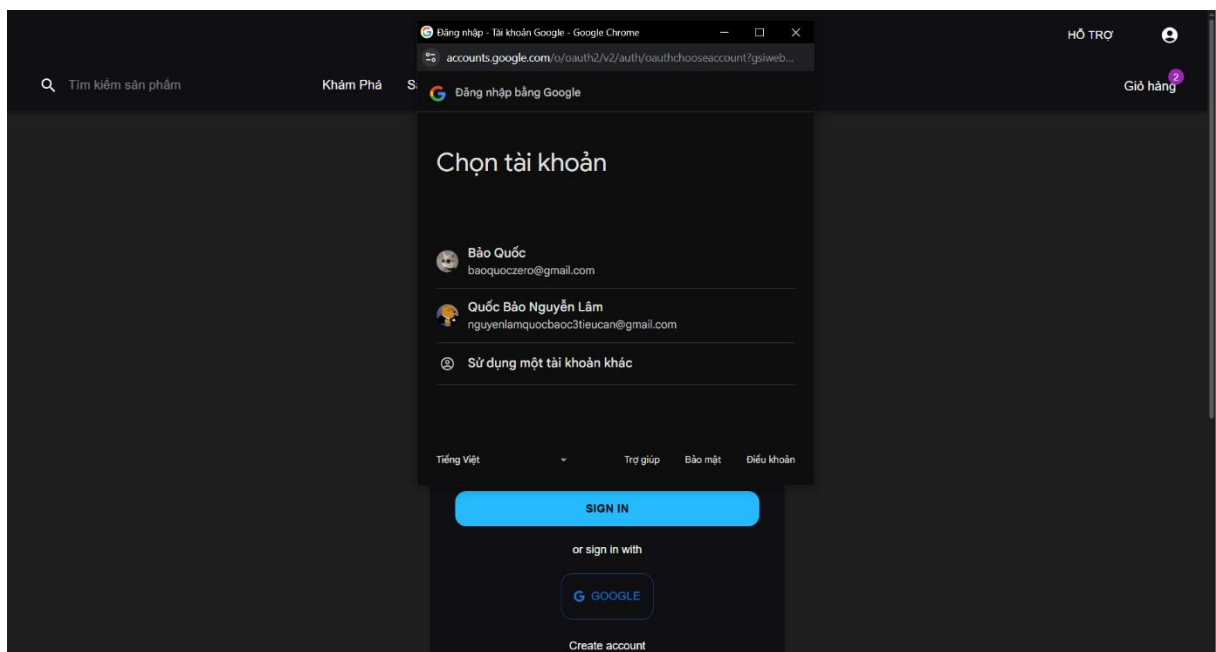 Đăng nhập - Tài khoản Google - Google Chrome
accounts.google.com/o/oauth2/v2/auth/oauthchooseaccount?gsiweb...
HỖ TRỢ
Tìm kiếm sản phẩm
Khám Phá
Đăng nhập bằng Google
Giỏ hàng
2
Chọn tài khoản
Bảo Quốc
baoquoczero@gmail.com
Quốc Bảo Nguyễn Lâm
nguyenlamquocbaoc3tieucan@gmail.com
Sử dụng một tài khoản khác
Tiếng Việt
Trợ giúp
Bảo mật
Điều khoản
SIGN IN
or sign in with
G GOOGLE
Create account